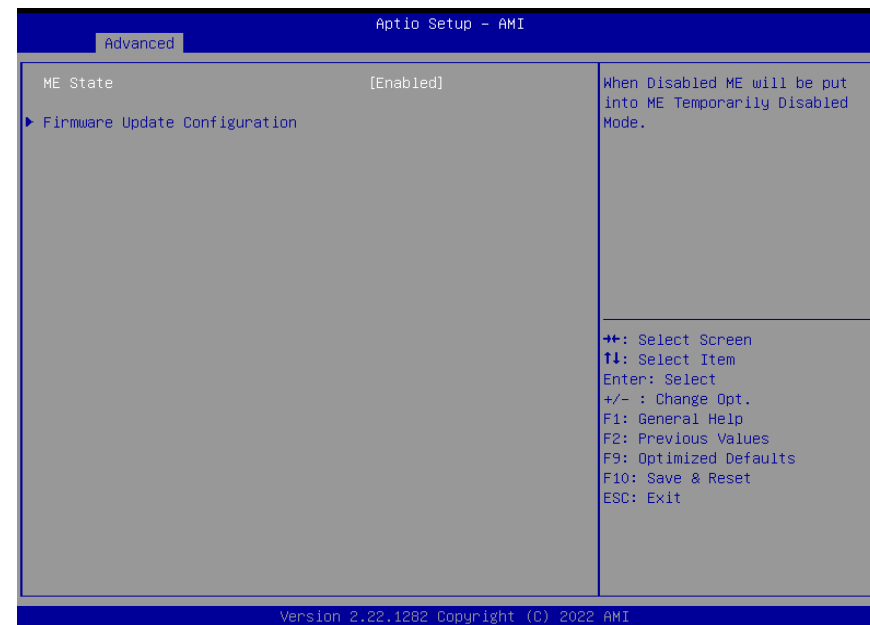 Aptio Setup – AMI
Advanced
ME State [Enabled]
▶ Firmware Update Configuration
When Disabled ME will be put
into ME Temporarily Disabled
Mode.
→←: Select Screen
↑↓: Select Item
Enter: Select
+/- : Change Opt.
F1: General Help
F2: Previous Values
F9: Optimized Defaults
F10: Save & Reset
ESC: Exit
Version 2.22.1282 Copyright (C) 2022 AMI